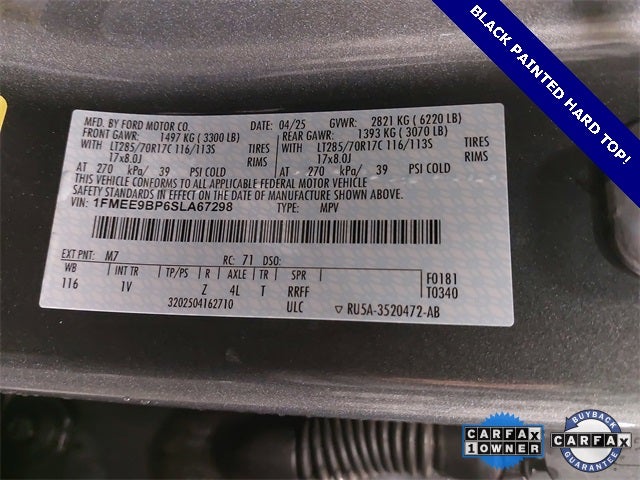 BLACK PAINTED HARD TOP!
MFD. BY FORD MOTOR CO. DATE: 04/25 GVWR: 2821 KG ( 6220 LB)
FRONT GAWR: 1497 KG ( 3300 LB) REAR GAWR: 1393 KG ( 3070 LB)
WITH LT285/70R17C 116/113S TIRES WITH LT285/70R17C 116/113S TIRES
17x8.0J RIMS 17x8.0J RIMS
AT 270 kPa/ 39 PSI COLD AT 270 kPa/ 39 PSI COLD
THIS VEHICLE CONFORMS TO ALL APPLICABLE FEDERAL MOTOR VEHICLE
SAFETY STANDARDS IN EFFECT ON THE DATE OF MANUFACTURE SHOWN ABOVE.
VIN: 1FMEE9BP6SLA67298 TYPE: MPV
EXT PNT: M7 RC: 71 DSO:
WB INT TR TP/PS R AXLE TR SPR F0181
116 1V Z 4L T RRFF T0340
3202504162710 ULC ▽ RU5A-3520472-AB
CARFAX
1 OWNER
BUYBACK
CARFAX
GUARANTEE